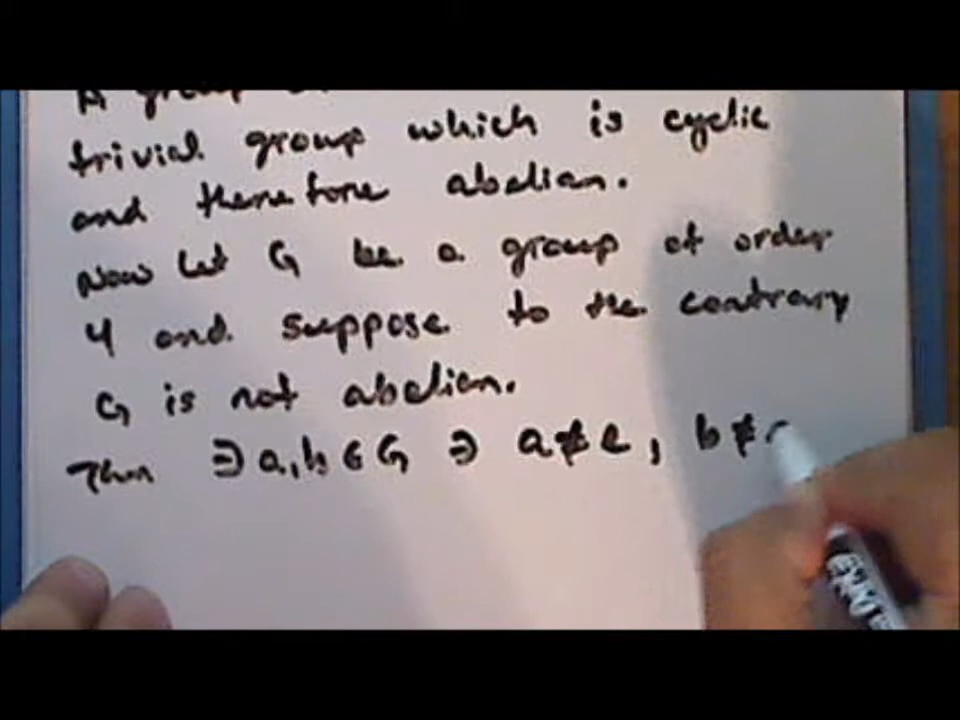 A group
trivial group which is cyclic
and therefore abelian.
Now let G be a group of order
4 and suppose to the contrary
G is not abelian.
Then ∃ a,b ∈ G ∋ a≠e, b≠